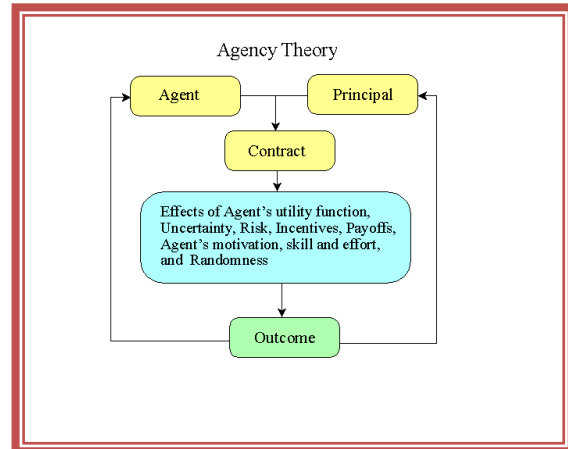 Agency Theory
Agent
Principal
Contract
Effects of Agent's utility function,
Uncertainty, Risk, Incentives, Payoffs,
Agent's motivation, skill and effort,
and Randomness
Outcome